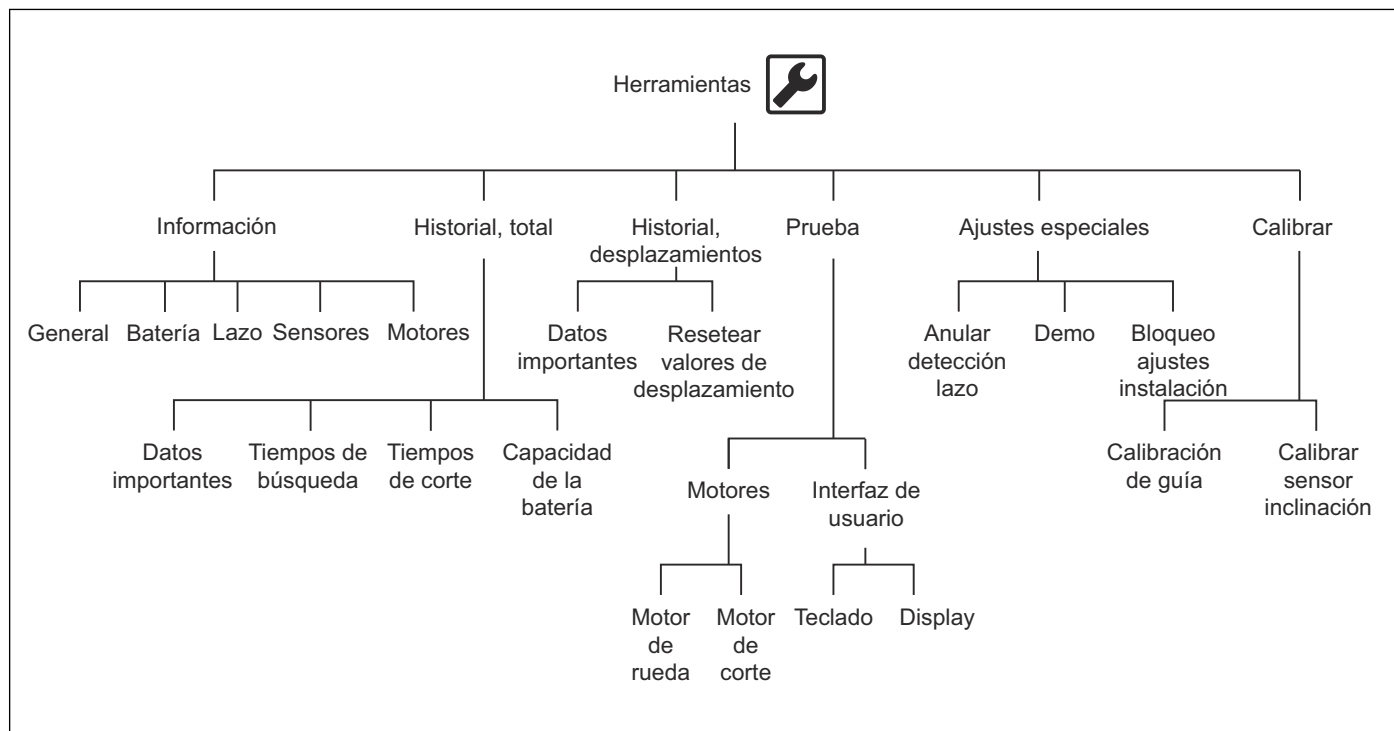 Herramientas
Información
Historial, total
Historial,
desplazamientos
Prueba
Ajustes especiales
Calibrar
General
Batería
Lazo
Sensores
Motores
Datos
importantes
Resetear
valores de
desplazamiento
Anular
detección
lazo
Demo
Bloqueo
ajustes
instalación
Datos
importantes
Tiempos de
búsqueda
Tiempos
de corte
Capacidad
de la
batería
Motores
Interfaz de
usuario
Calibración
de guía
Calibrar
sensor
inclinación
Motor
de
rueda
Motor
de
corte
Teclado
Display